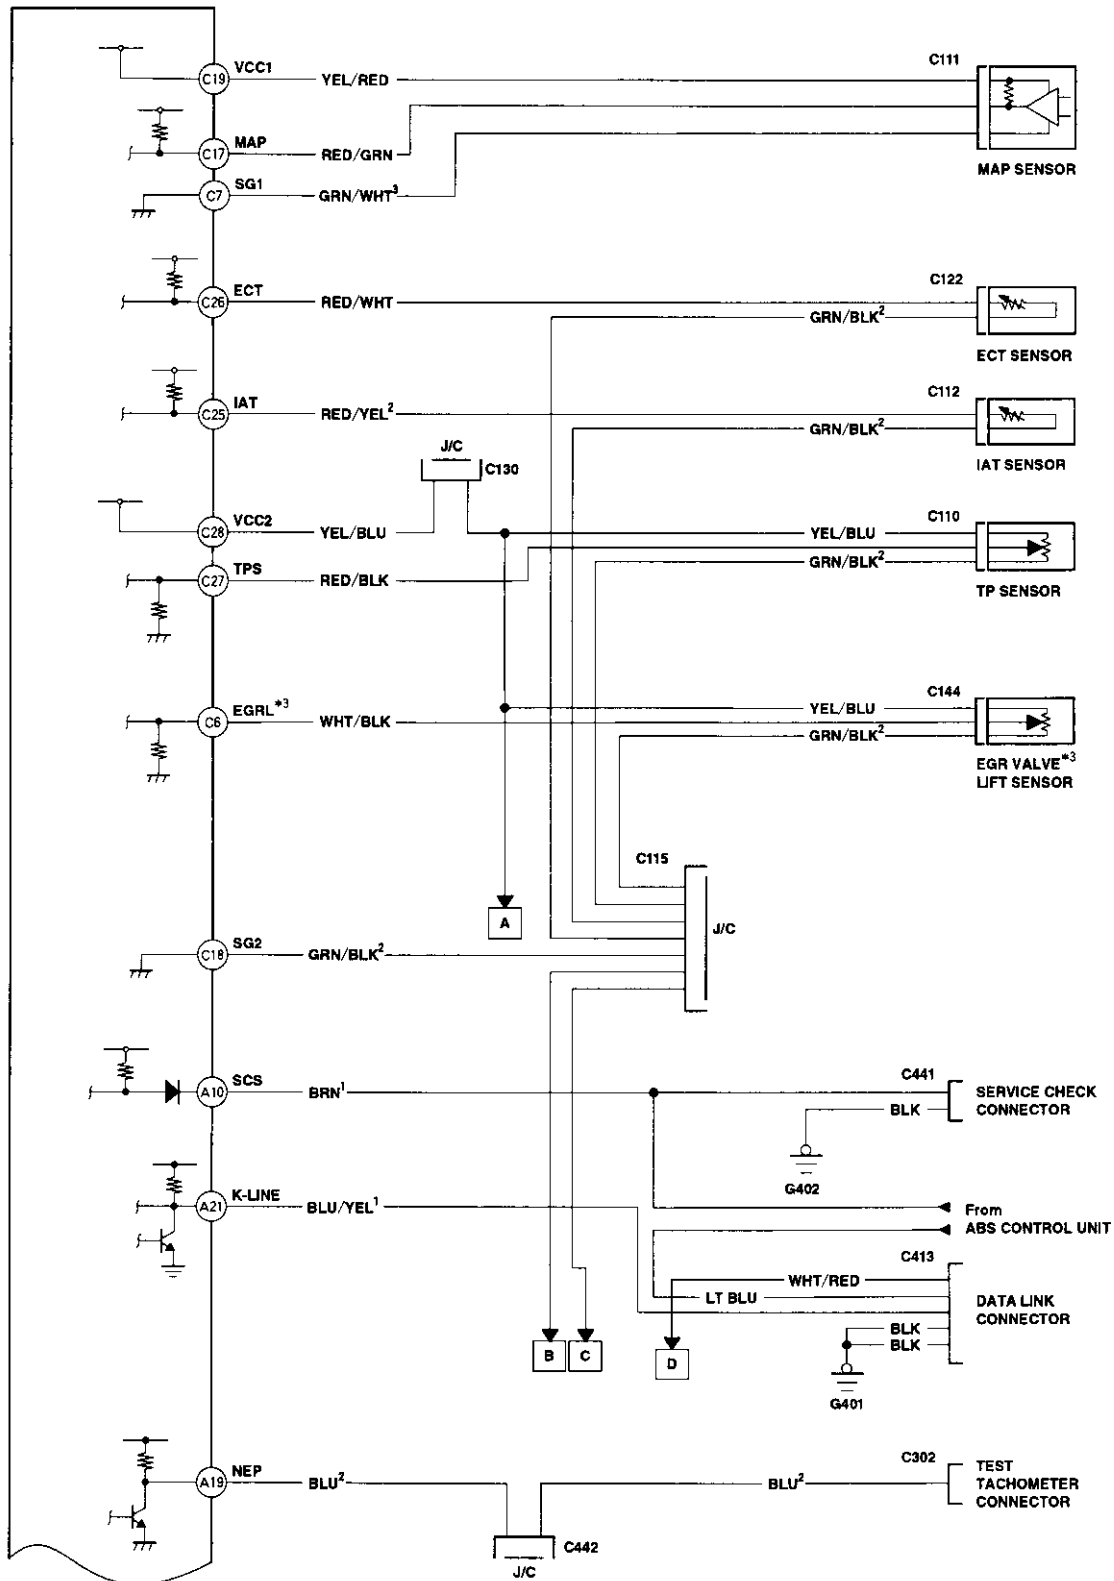 C111
C19 VCC1 YEL/RED
C17 MAP RED/GRN
MAP SENSOR
C7 SG1 GRN/WHT3
C122
C26 ECT RED/WHT
GRN/BLK2
ECT SENSOR
C112
C25 IAT RED/YEL2
GRN/BLK2
IAT SENSOR
J/C
C130
C110
C28 VCC2 YEL/BLU YEL/BLU
GRN/BLK2
C27 TPS RED/BLK
TP SENSOR
C144
YEL/BLU
C6 EGRL*3 WHT/BLK
GRN/BLK2
EGR VALVE*3
LIFT SENSOR
C115
A
J/C
C18 SG2 GRN/BLK2
C441
A10 SCS BRN1
SERVICE CHECK
CONNECTOR
BLK
G402
A21 K-LINE BLU/YEL1
From
ABS CONTROL UNIT
C413
WHT/RED
LT BLU
DATA LINK
CONNECTOR
BLK
BLK
B C D
G401
C302
A19 NEP BLU2 BLU2
TEST
TACHOMETER
CONNECTOR
C442
J/C